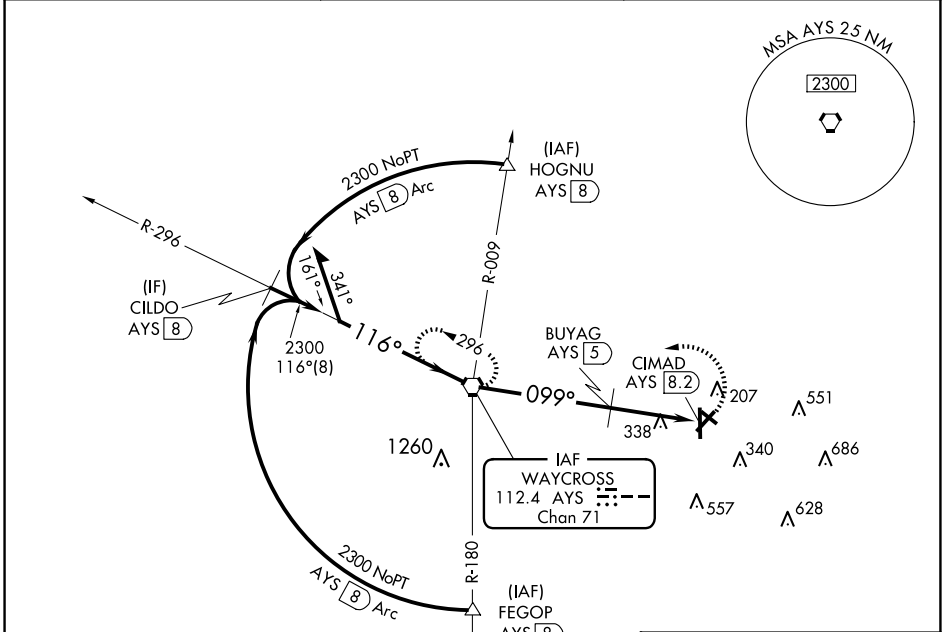 MSA AYS 25 NM
2300
(IAF)
HOGNU
AYS 8
2300 NoPT
AYS 8 Arc
R-296
R-009
(IF)
CILDO
AYS 8
161°
341°
2300
116°(8)
116°
296
BUYAG
AYS 5
CIMAD
AYS 8.2
099°
207
551
338
340
686
1260
557
628
IAF
WAYCROSS
112.4 AYS
Chan 71
R-180
2300 NoPT
AYS 8 Arc
(IAF)
FEGOP
AYS 8